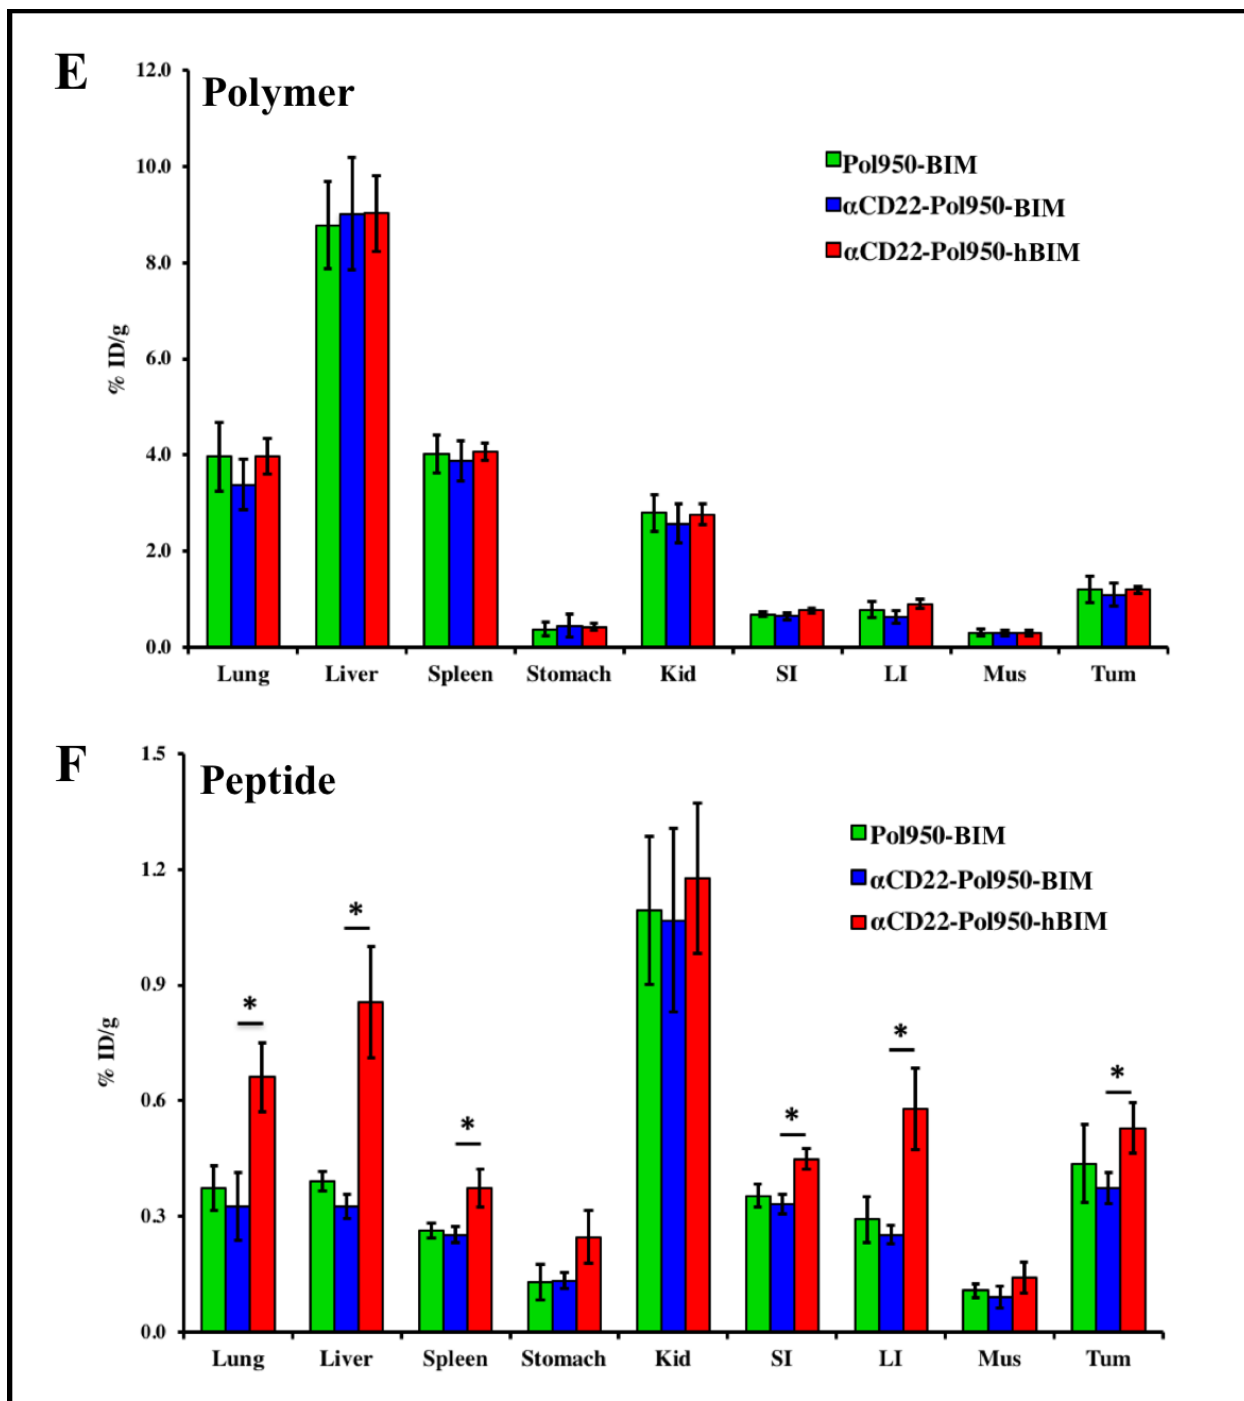 E
Polymer
12.0
10.0
8.0
6.0
4.0
2.0
0.0
% ID/g
Pol950-BIM
αCD22-Pol950-BIM
αCD22-Pol950-hBIM
Lung Liver Spleen Stomach Kid SI LI Mus Tum
F
Peptide
1.5
1.2
0.9
0.6
0.3
0.0
% ID/g
Pol950-BIM
αCD22-Pol950-BIM
αCD22-Pol950-hBIM
* * * * * *
Lung Liver Spleen Stomach Kid SI LI Mus Tum